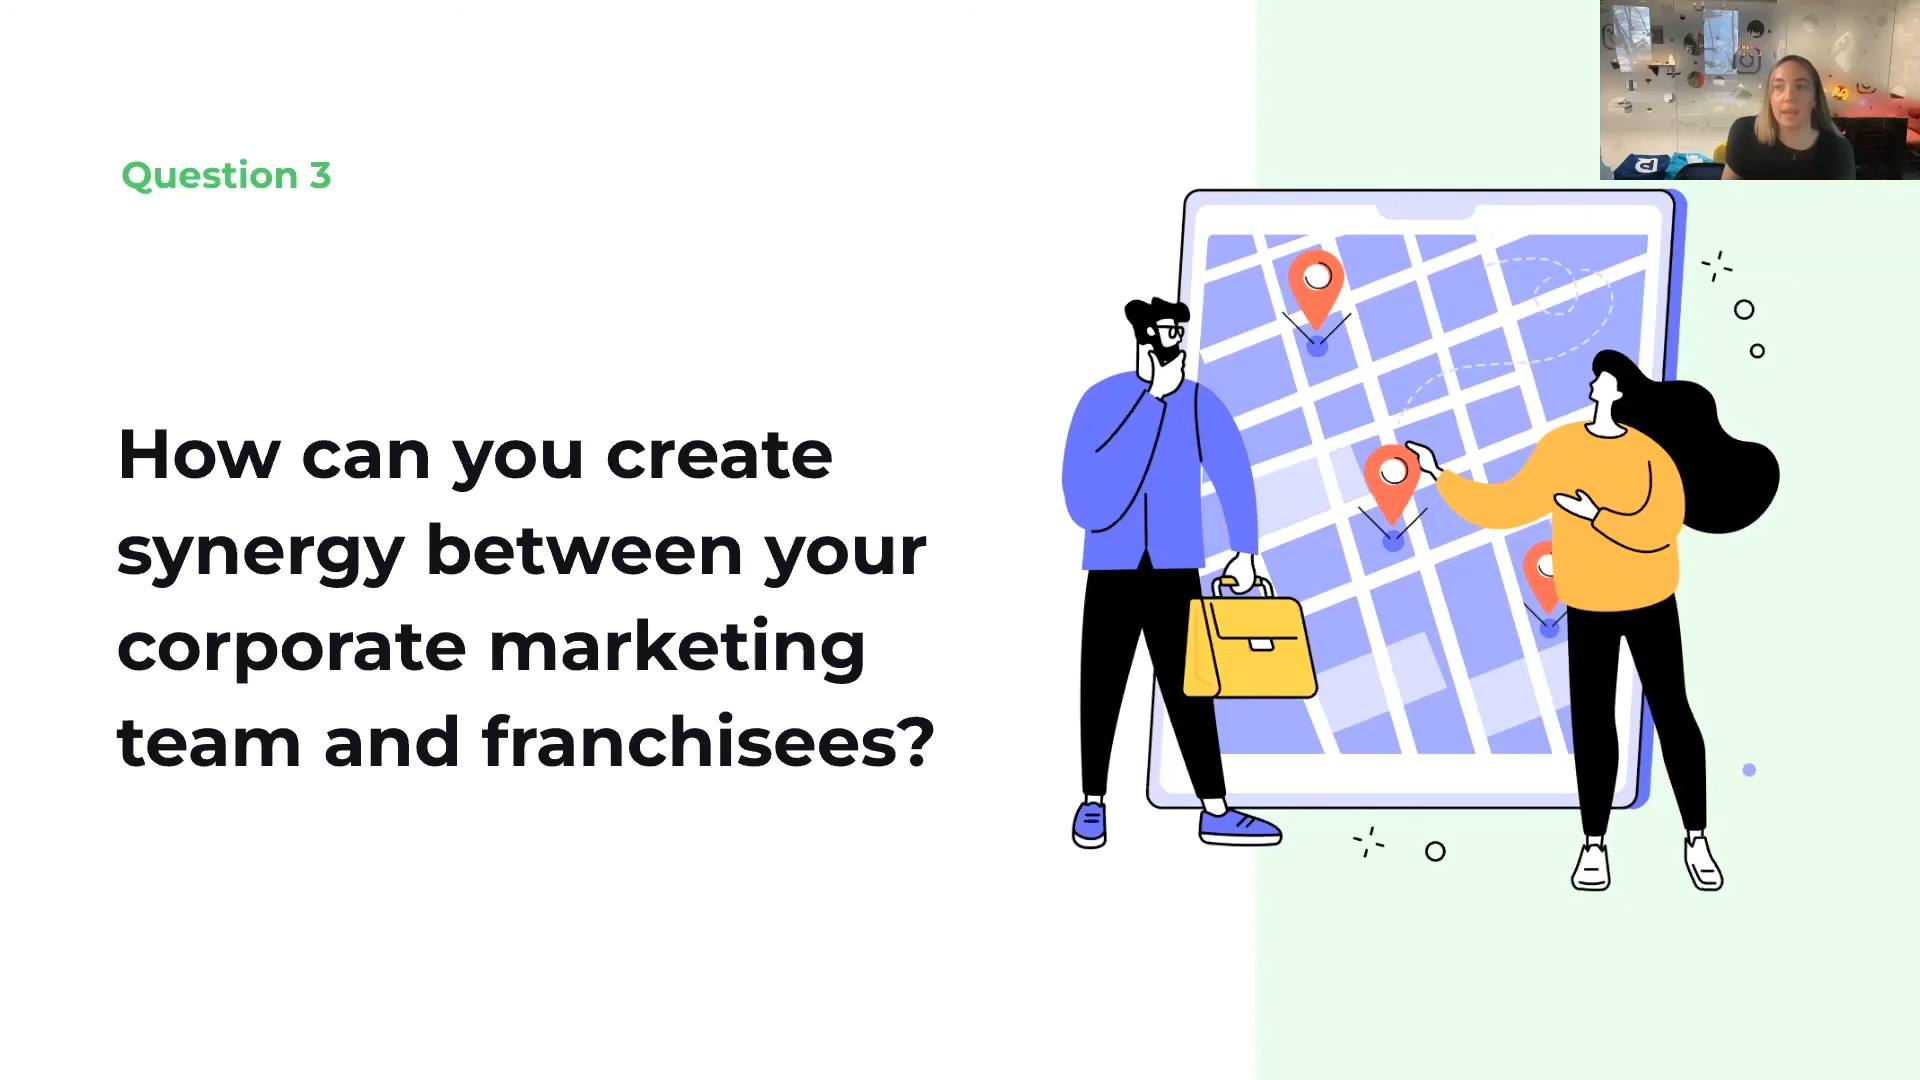 Question 3
How can you create
synergy between your
corporate marketing
team and franchisees?